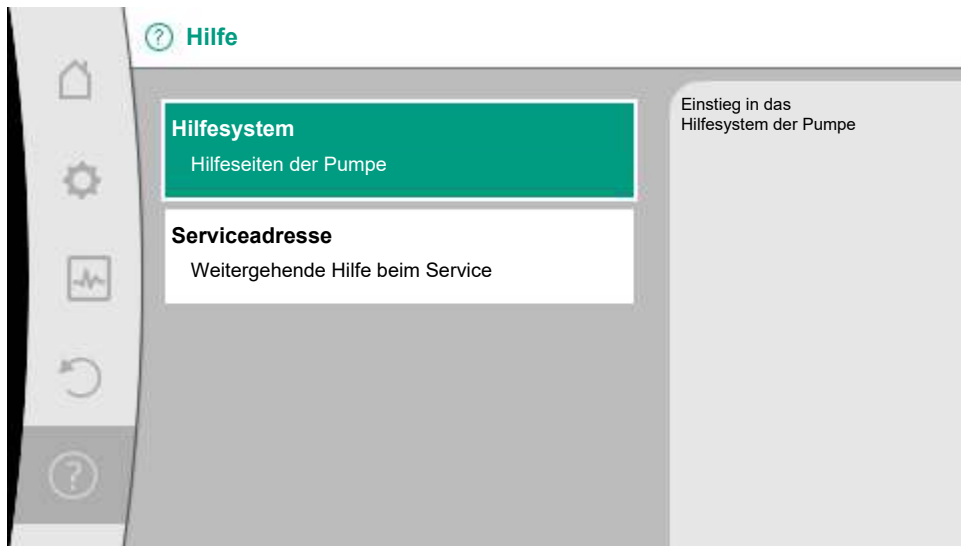 Hilfe
Hilfesystem
Hilfeseiten der Pumpe
Serviceadresse
Weitergehende Hilfe beim Service
Einstieg in das
Hilfesystem der Pumpe